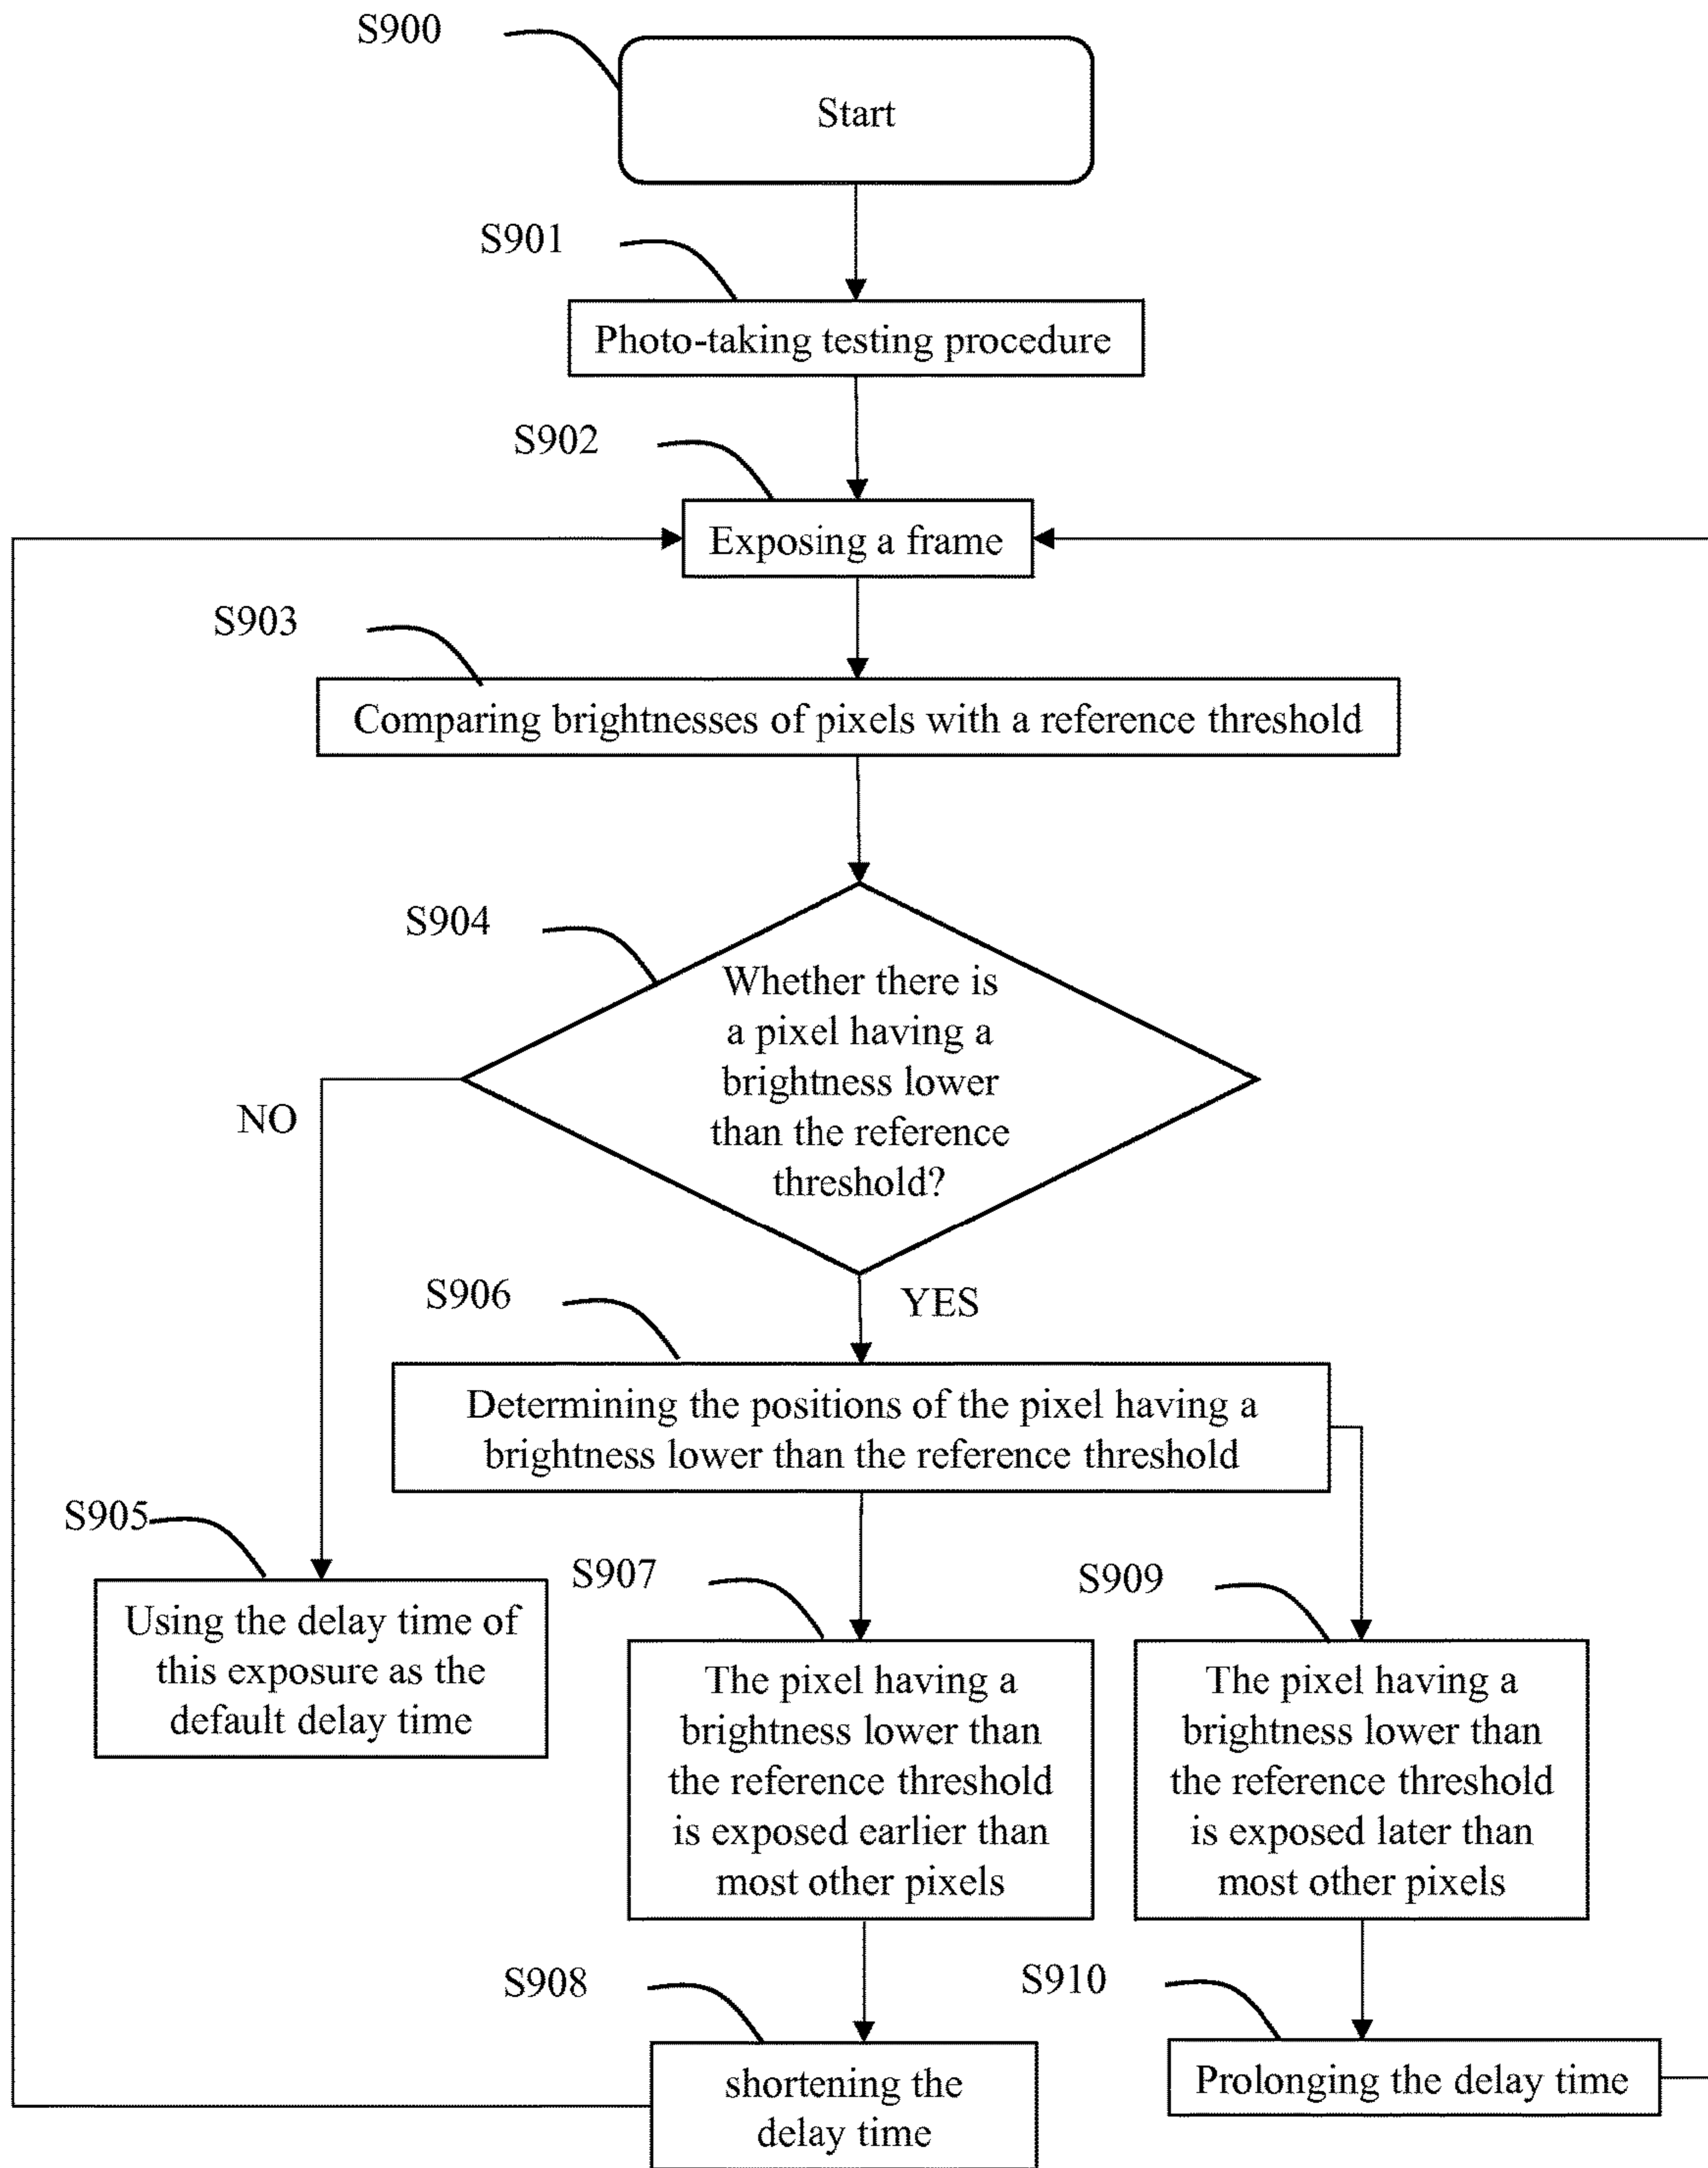 S900
Start
S901
Photo-taking testing procedure
S902
Exposing a frame
S903
Comparing brightnesses of pixels with a reference threshold
S904
Whether there is
a pixel having a
brightness lower
than the reference
threshold?
NO
YES
S906
Determining the positions of the pixel having a
brightness lower than the reference threshold
S905
Using the delay time of
this exposure as the
default delay time
S907
The pixel having a
brightness lower than
the reference threshold
is exposed earlier than
most other pixels
S909
The pixel having a
brightness lower than
the reference threshold
is exposed later than
most other pixels
S908
shortening the
delay time
S910
Prolonging the delay time